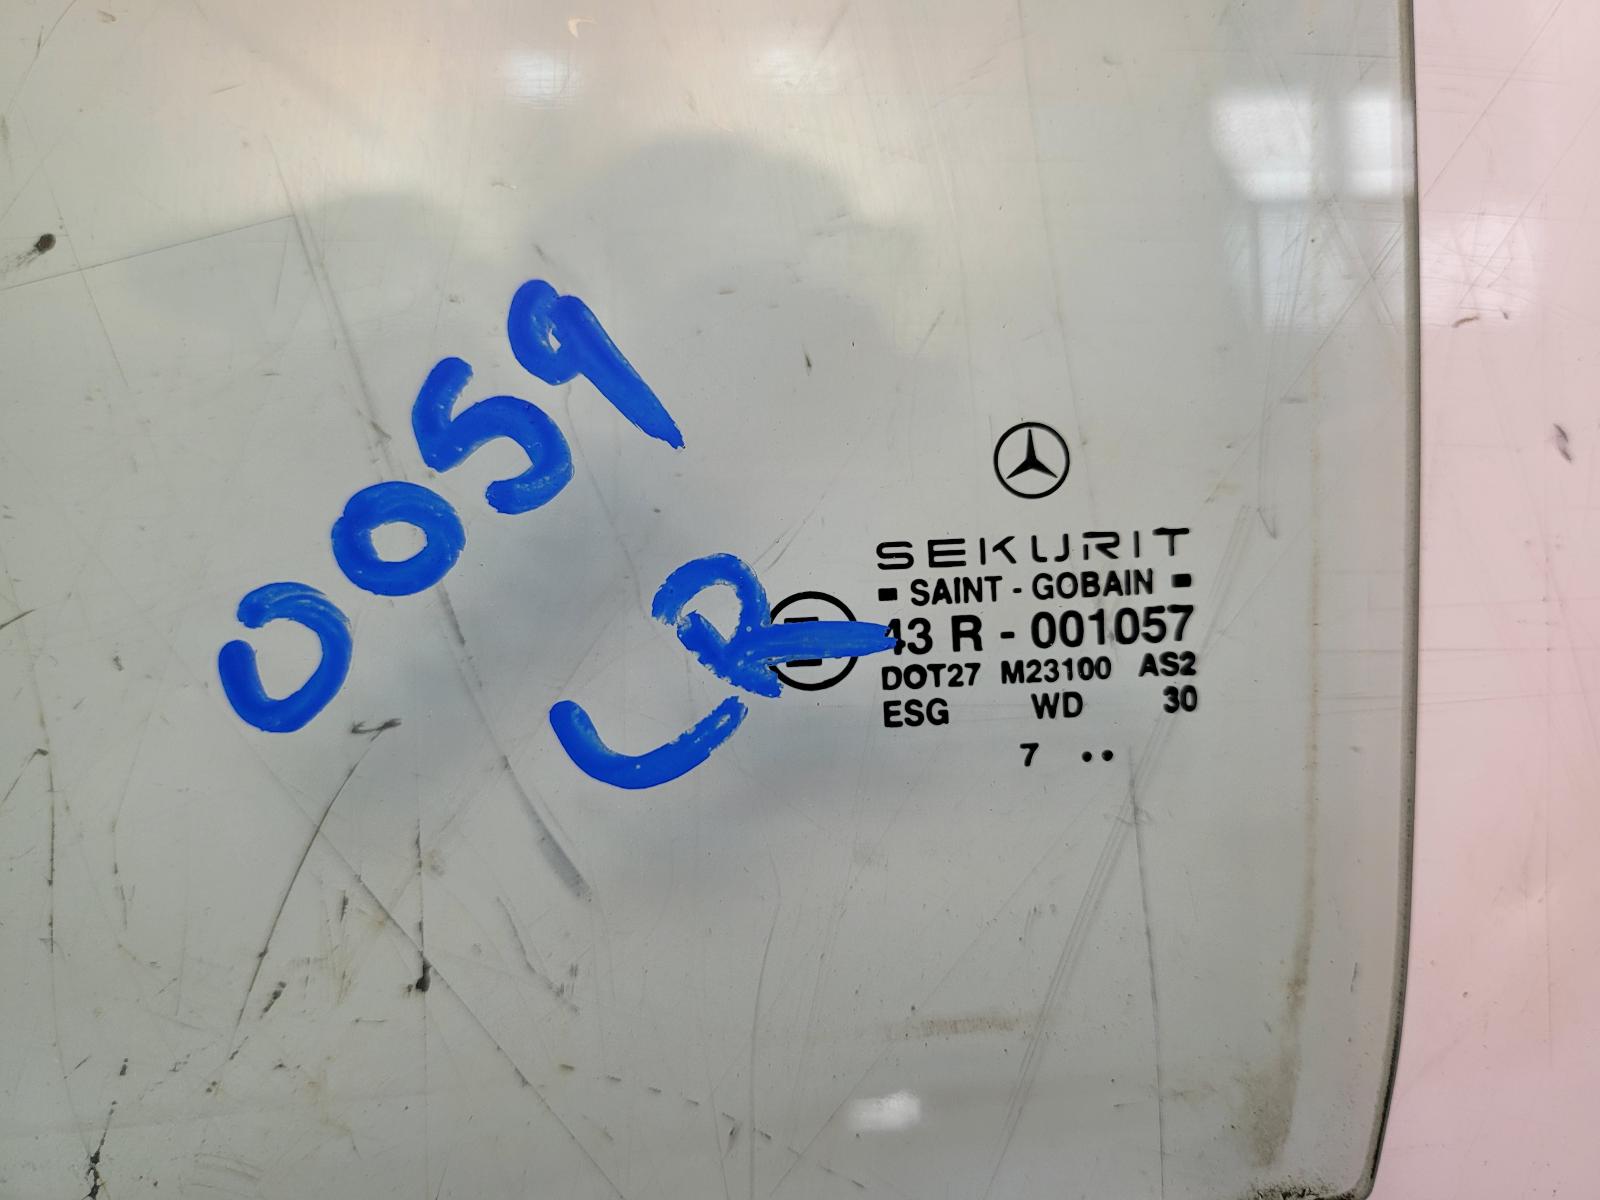 0059
LR
SEKURIT
SAINT - GOBAIN
43 R - 001057
DOT27 M23100 AS2
ESG WD 30
7 ••